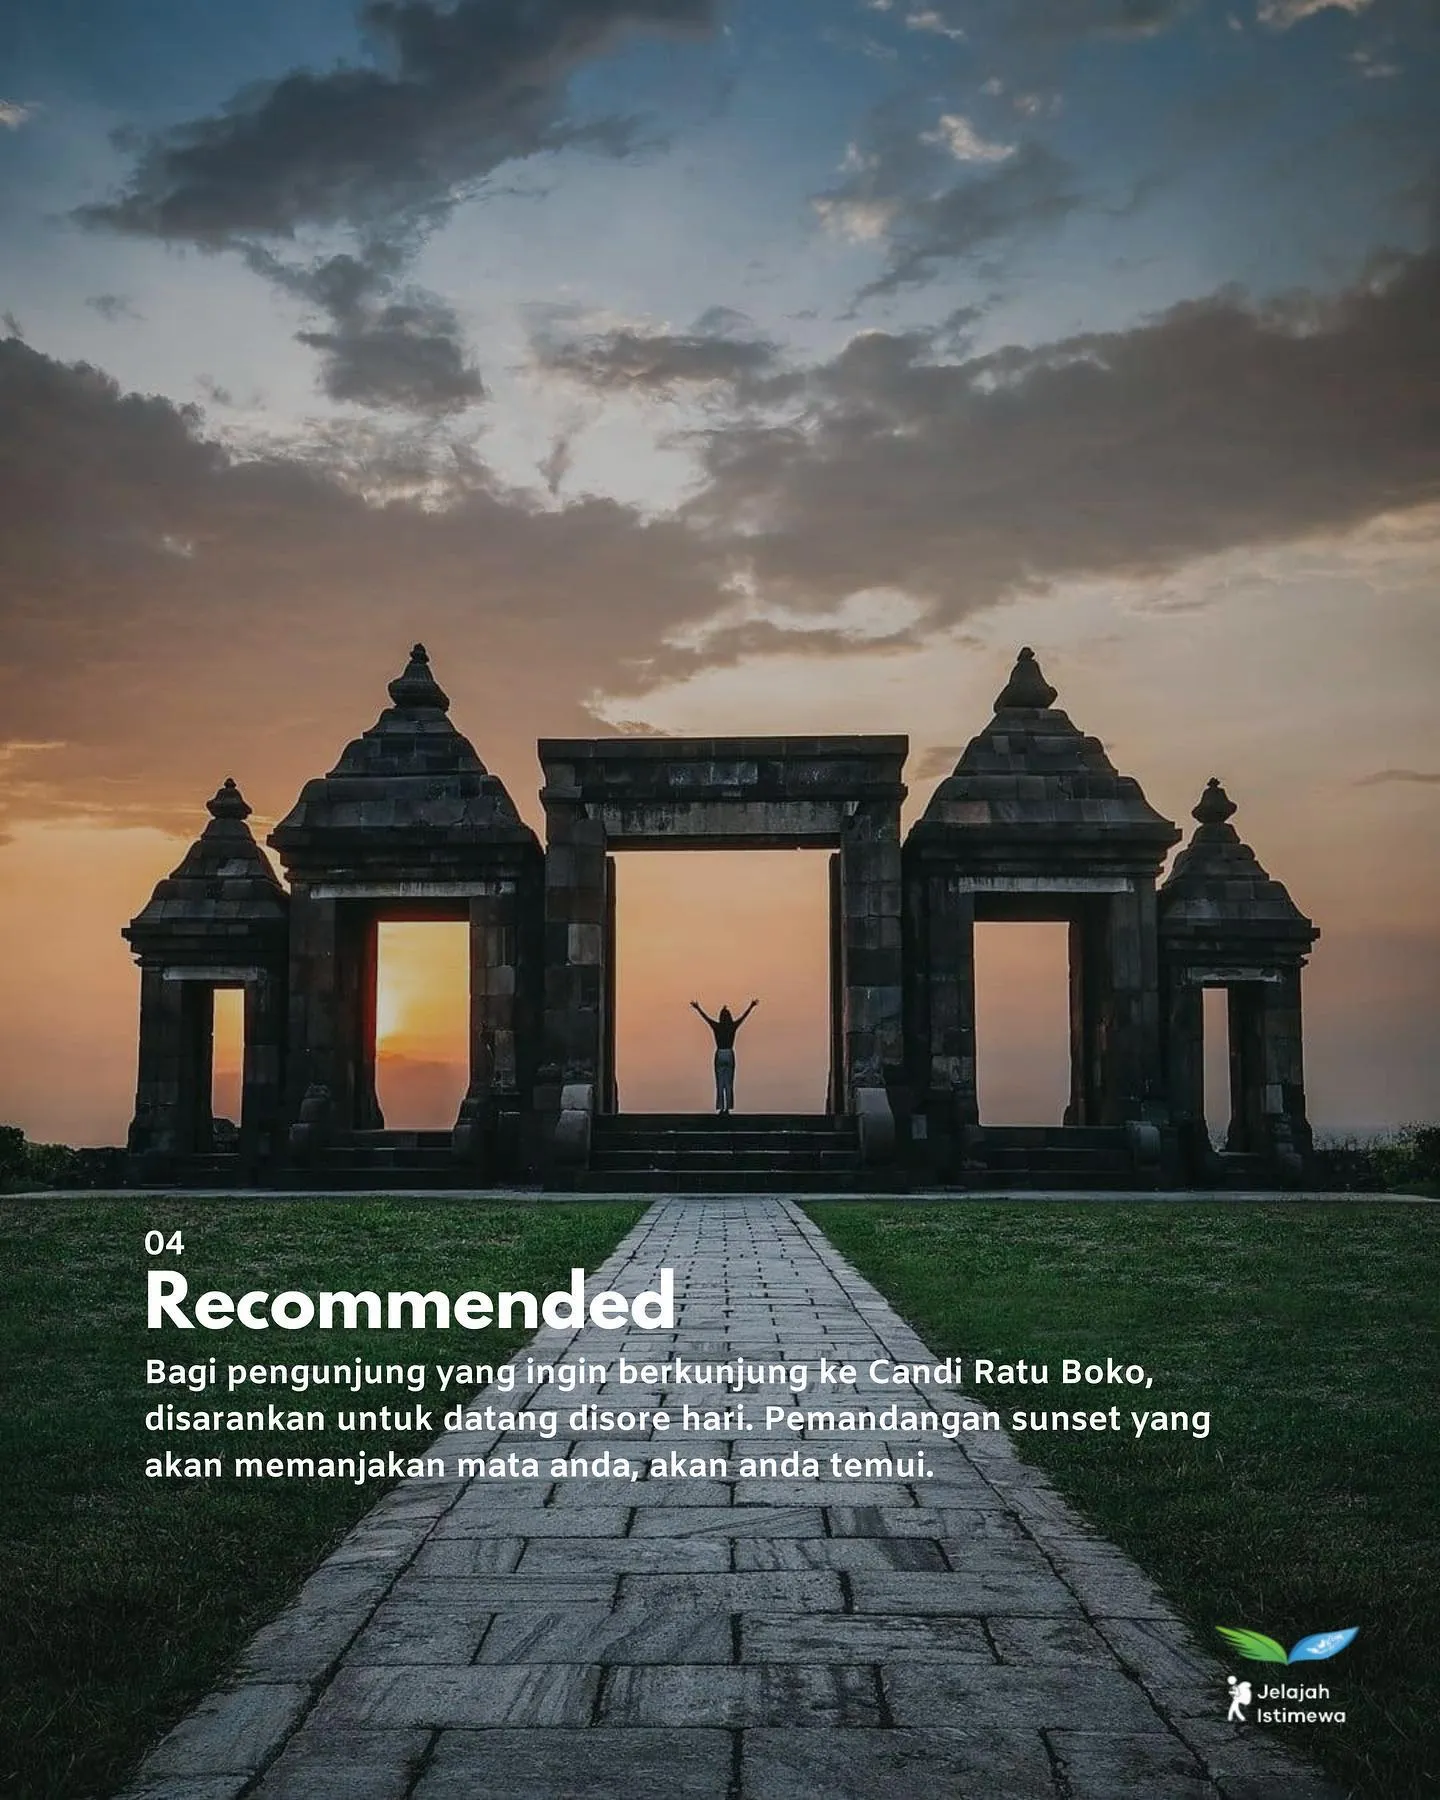 04
Recommended
Bagi pengunjung yang ingin berkunjung ke Candi Ratu Boko,
disarankan untuk datang disore hari. Pemandangan sunset yang
akan memanjakan mata anda, akan anda temui.
Jelajah
Istimewa